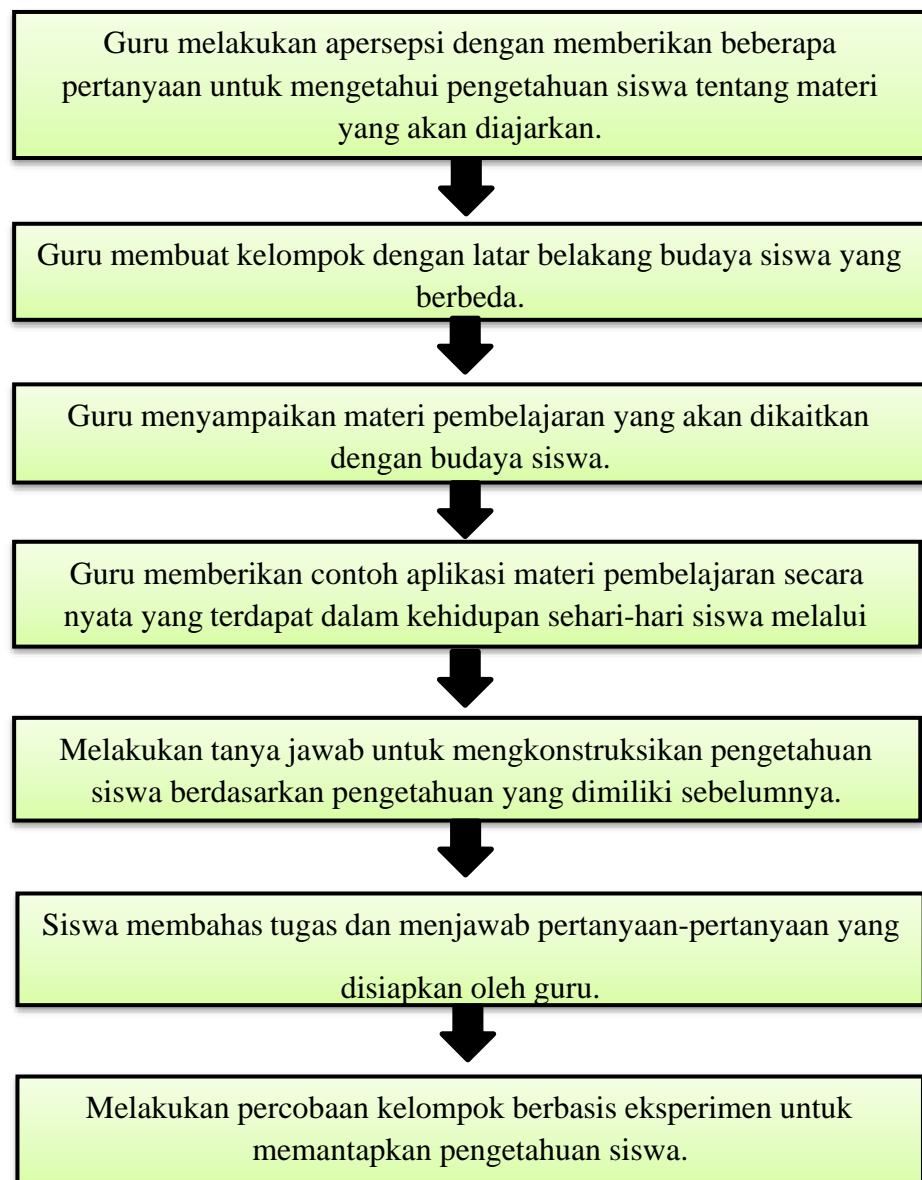 Guru melakukan apersepsi dengan memberikan beberapa
pertanyaan untuk mengetahui pengetahuan siswa tentang materi
yang akan diajarkan.
Guru membuat kelompok dengan latar belakang budaya siswa yang
berbeda.
Guru menyampaikan materi pembelajaran yang akan dikaitkan
dengan budaya siswa.
Guru memberikan contoh aplikasi materi pembelajaran secara
nyata yang terdapat dalam kehidupan sehari-hari siswa melalui
Melakukan tanya jawab untuk mengkonstruksikan pengetahuan
siswa berdasarkan pengetahuan yang dimiliki sebelumnya.
Siswa membahas tugas dan menjawab pertanyaan-pertanyaan yang
disiapkan oleh guru.
Melakukan percobaan kelompok berbasis eksperimen untuk
memantapkan pengetahuan siswa.